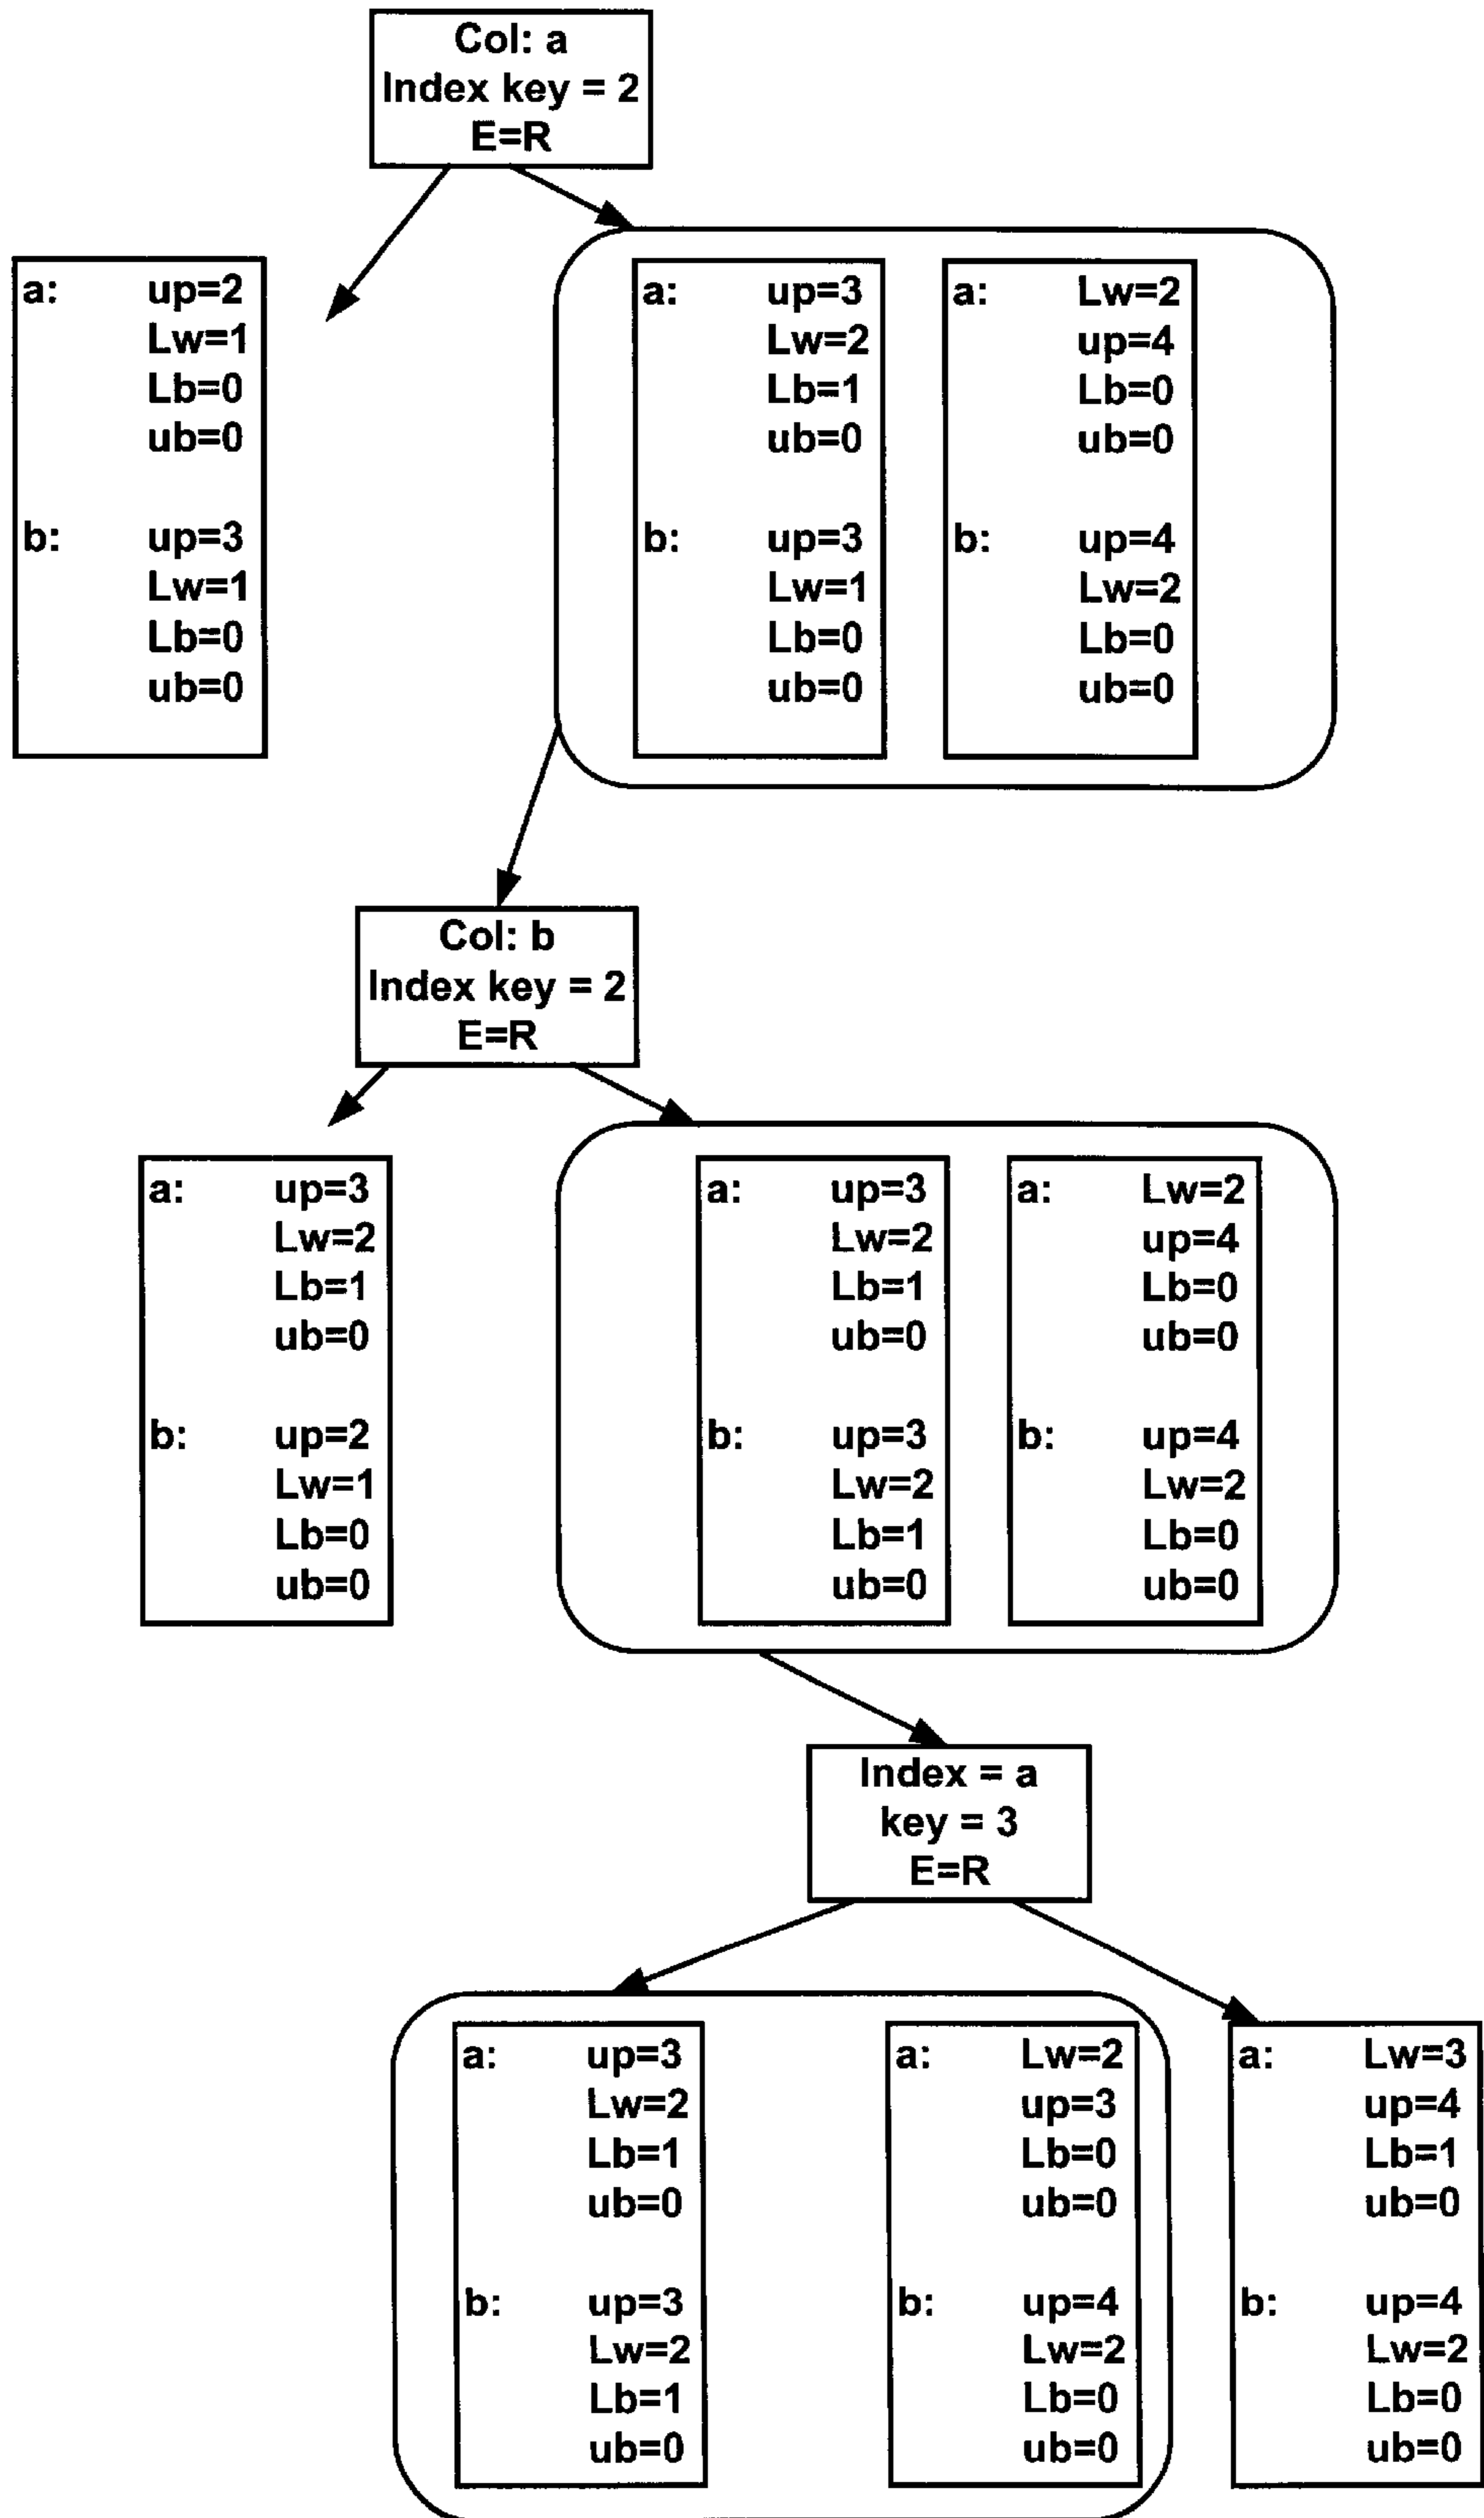 Col: a
Index key = 2
E=R
a: up=2
Lw=1
Lb=0
ub=0
b: up=3
Lw=1
Lb=0
ub=0
a: up=3
Lw=2
Lb=1
ub=0
b: up=3
Lw=1
Lb=0
ub=0
a: Lw=2
up=4
Lb=0
ub=0
b: up=4
Lw=2
Lb=0
ub=0
Col: b
Index key = 2
E=R
a: up=3
Lw=2
Lb=1
ub=0
b: up=2
Lw=1
Lb=0
ub=0
a: up=3
Lw=2
Lb=1
ub=0
b: up=3
Lw=2
Lb=1
ub=0
a: Lw=2
up=4
Lb=0
ub=0
b: up=4
Lw=2
Lb=0
ub=0
Index = a
key = 3
E=R
a: up=3
Lw=2
Lb=1
ub=0
b: up=3
Lw=2
Lb=1
ub=0
a: Lw=2
up=3
Lb=0
ub=0
b: up=4
Lw=2
Lb=0
ub=0
a: Lw=3
up=4
Lb=1
ub=0
b: up=4
Lw=2
Lb=0
ub=0